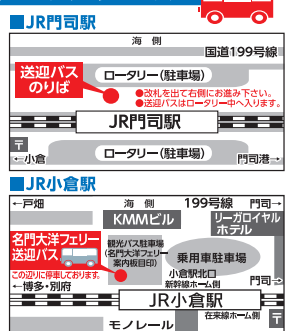 ■JR門司駅
海 側
国道199号線
送迎バス
のりば
ロータリー(駐車場)
●改札を出て右側にお進み下さい。
●送迎バスはロータリー中へ入ります。
JR門司駅
〒
←小倉
ロータリー(駐車場)
門司港→
■JR小倉駅
←戸畑
海 側
199号線
門司→
KMMビル
リーガロイヤル
ホテル
名門大洋フェリー
送迎バス
この辺りに停車しております。
観光バス駐車場
(名門大洋フェリー
案内板目印)
乗用車駐車場
小倉駅北口
新幹線ホーム側
←博多・別府
門司→
JR小倉駅
在来線ホーム側
〒
モノレール